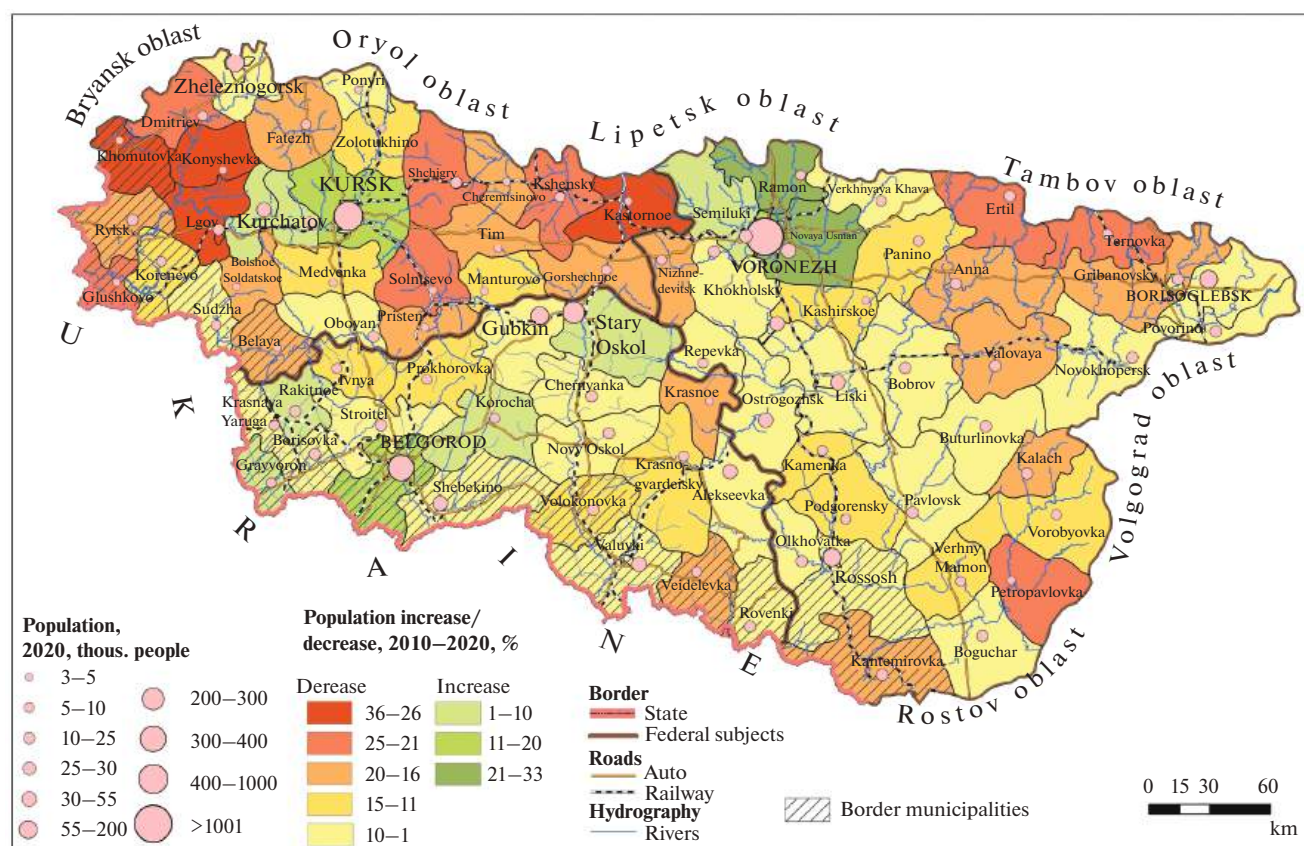 Bryansk oblast
Oryol oblast
Lipetsk oblast
Tambov oblast
Volgograd oblast
Rostov oblast
UKRAINE
Zheleznogorsk
Ponyri
Dmitriev
Fatezh
Zolotukhino
Khomutovka
Konyshevka
KURSK
Shchigry
Cheremisinovo
Kshensky
Kastornoe
Semiluki
Ramon
Verkhnyaya Khava
Ertil
Ternovka
Rylsk
Lgov
Kurchatov
Tim
Novaya Usman
Panino
Anna
Gribanovsky
BORISOGLEBSK
Korenevo
Bolshoe
Soldatskoe
Medvenka
Solntsevo
Manturovo
Gorshechnoe
Nizhne-
devitsk
VORONEZH
Khokholsky
Kashirskoe
Povorino
Glushkovo
Sudzha
Oboyan
Pristen
Gubkin
Stary
Oskol
Repevka
Belaya
Ivnya
Prokhorovka
Chernyanka
Krasnoe
Ostrogozhsk
Liski
Bobrov
Valovaya
Novokhopersk
Krasnaya
Yaruga
Rakitnoe
Stroitel
Korocha
Borisovka
BELGOROD
Novy Oskol
Krasno-
gvardeisky
Alekseevka
Kamenka
Buturlinovka
Kalach
Grayvoron
Shebekino
Volokonovka
Podgorensky
Pavlovsk
Vorobyovka
Valuyki
Veidelevka
Olkhovatka
Rossosh
Verhny
Mamon
Petropavlovka
Rovenki
Kantemirovka
Boguchar
Population,
2020, thous. people
3–5
5–10
10–25
25–30
30–55
55–200
200–300
300–400
400–1000
>1001
Population increase/
decrease, 2010–2020, %
Derease
36–26
25–21
20–16
15–11
10–1
Increase
1–10
11–20
21–33
Border
State
Federal subjects
Roads
Auto
Railway
Hydrography
Rivers
Border municipalities
0 15 30 60
km